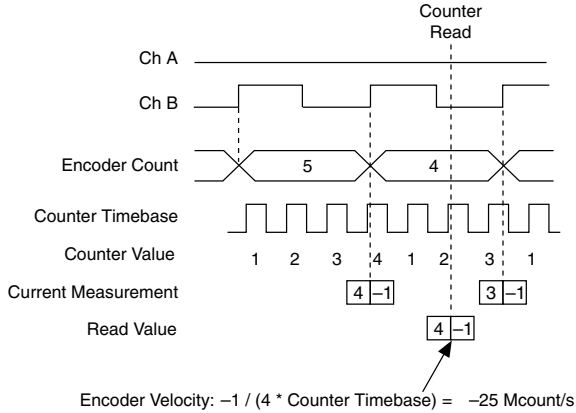 Counter
Read
Ch A
Ch B
Encoder Count 5 4
Counter Timebase
Counter Value 1 2 3 4 1 2 3 1
Current Measurement 4 –1 3 –1
Read Value 4 –1
Encoder Velocity: –1 / (4 * Counter Timebase) = –25 Mcount/s